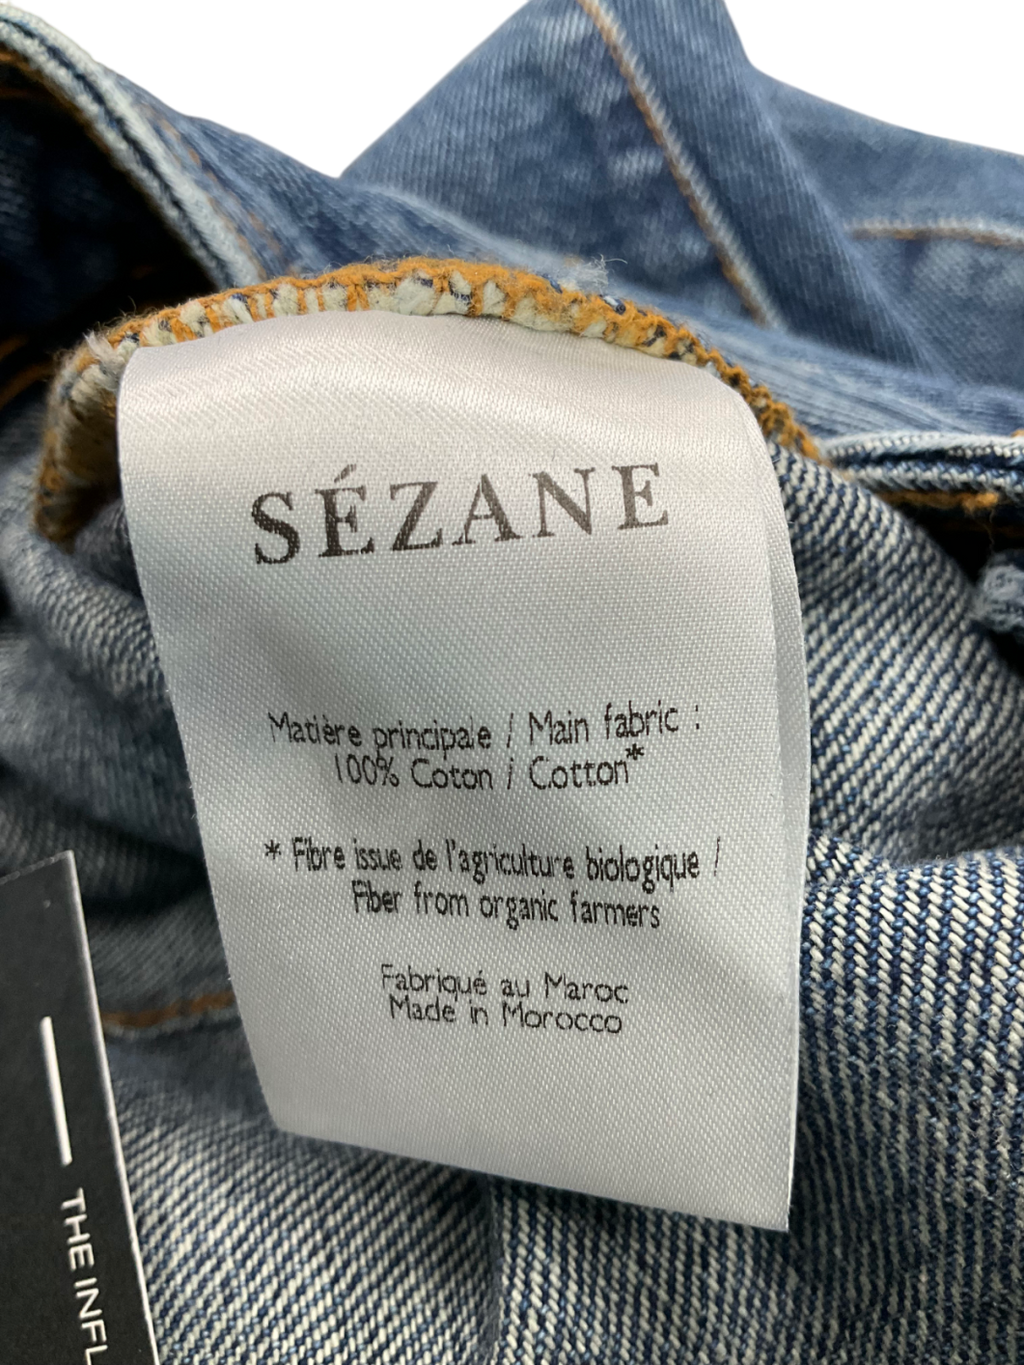 SÉZANE
Matière principale / Main fabric :
100% Coton / Cotton*
* Fibre issue de l'agriculture biologique /
Fiber from organic farmers
Fabriqué au Maroc
Made in Morocco
THE INFL